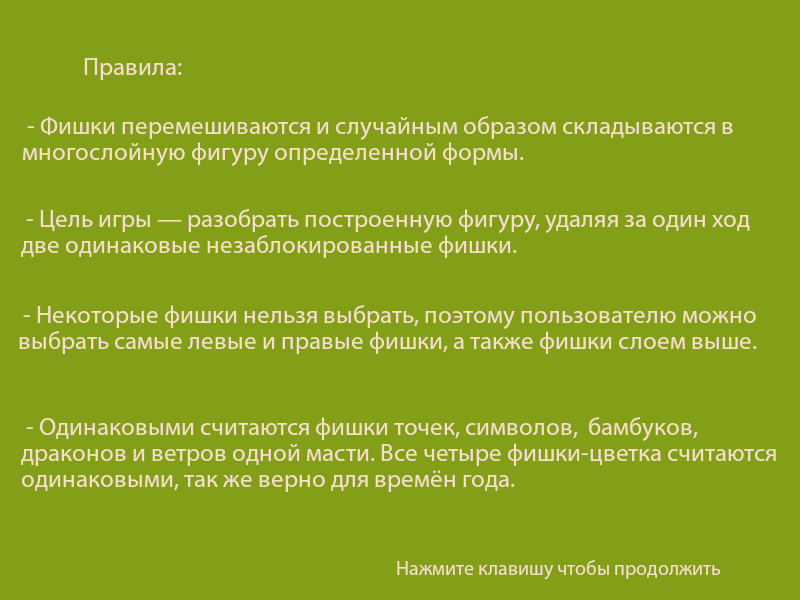 Правила:
- Фишки перемешиваются и случайным образом складываются в
многослойную фигуру определенной формы.
- Цель игры — разобрать построенную фигуру, удаляя за один ход
две одинаковые незаблокированные фишки.
- Некоторые фишки нельзя выбрать, поэтому пользователю можно
выбрать самые левые и правые фишки, а также фишки слоем выше.
- Одинаковыми считаются фишки точек, символов,  бамбуков,
драконов и ветров одной масти. Все четыре фишки-цветка считаются
одинаковыми, так же верно для времён года.
Нажмите клавишу чтобы продолжить